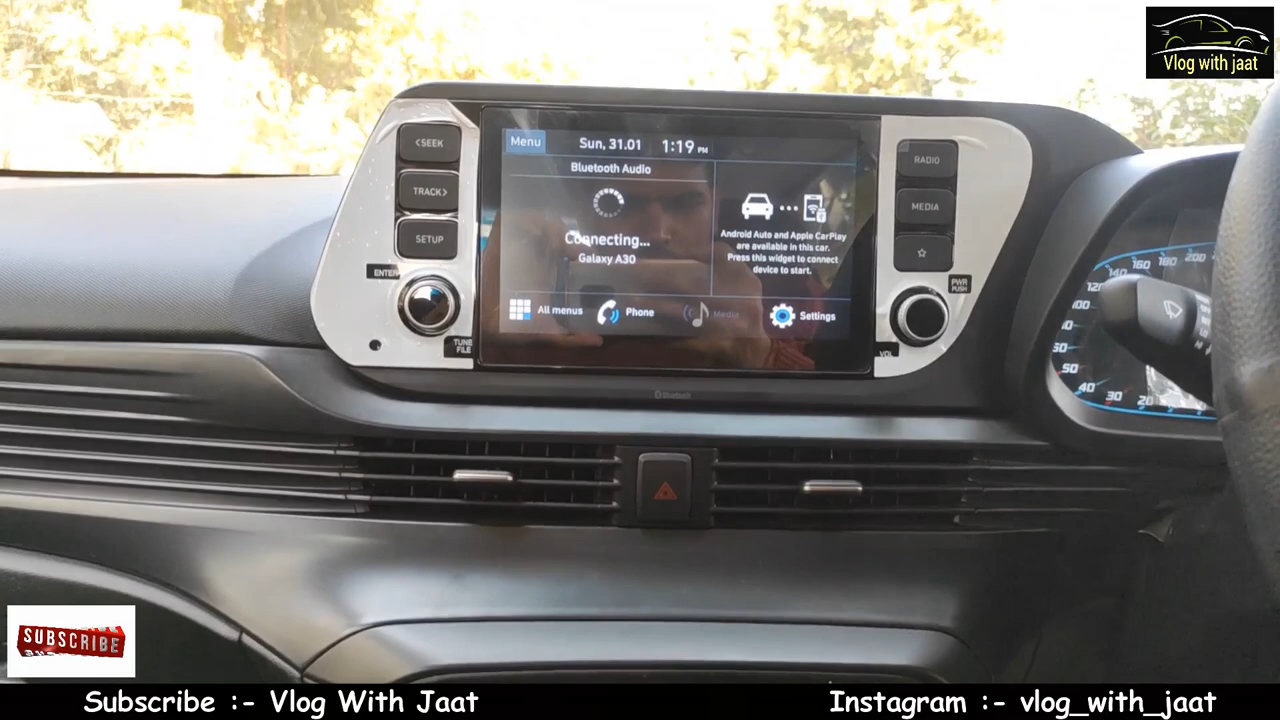 Vlog with jaat
<SEEK
TRACK>
SETUP
ENTER
TUNE
FILE
Menu
Sun, 31.01
1:19 PM
Bluetooth Audio
Connecting...
Galaxy A30
Android Auto and Apple CarPlay
are available in this car.
Press this widget to connect
device to start.
All menus
Phone
Media
Settings
RADIO
MEDIA
PWR
PUSH
VOL
Bluetooth
140
160
180
200
120
100
60
50
40
30
20
SUBSCRIBE
Subscribe :- Vlog With Jaat
Instagram :- vlog_with_jaat